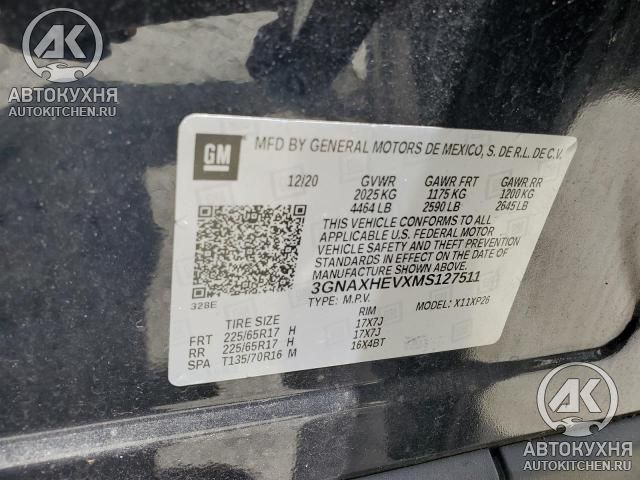 AK
АВТОКУХНЯ
AUTOKITCHEN.RU
GM
MFD BY GENERAL MOTORS DE MEXICO, S. DE R.L. DE C.V.
12/20 GVWR GAWR FRT GAWR RR
2025 KG 1175 KG 1200 KG
4464 LB 2590 LB 2645 LB
THIS VEHICLE CONFORMS TO ALL
APPLICABLE U.S. FEDERAL MOTOR
VEHICLE SAFETY AND THEFT PREVENTION
STANDARDS IN EFFECT ON THE DATE OF
MANUFACTURE SHOWN ABOVE.
328E
3GNAXHEVXMS127511
TYPE: M.P.V. MODEL: X11XP26
TIRE SIZE RIM
FRT 225/65R17 H 17X7J
RR 225/65R17 H 17X7J
SPA T135/70R16 M 16X4BT
AK
АВТОКУХНЯ
AUTOKITCHEN.RU